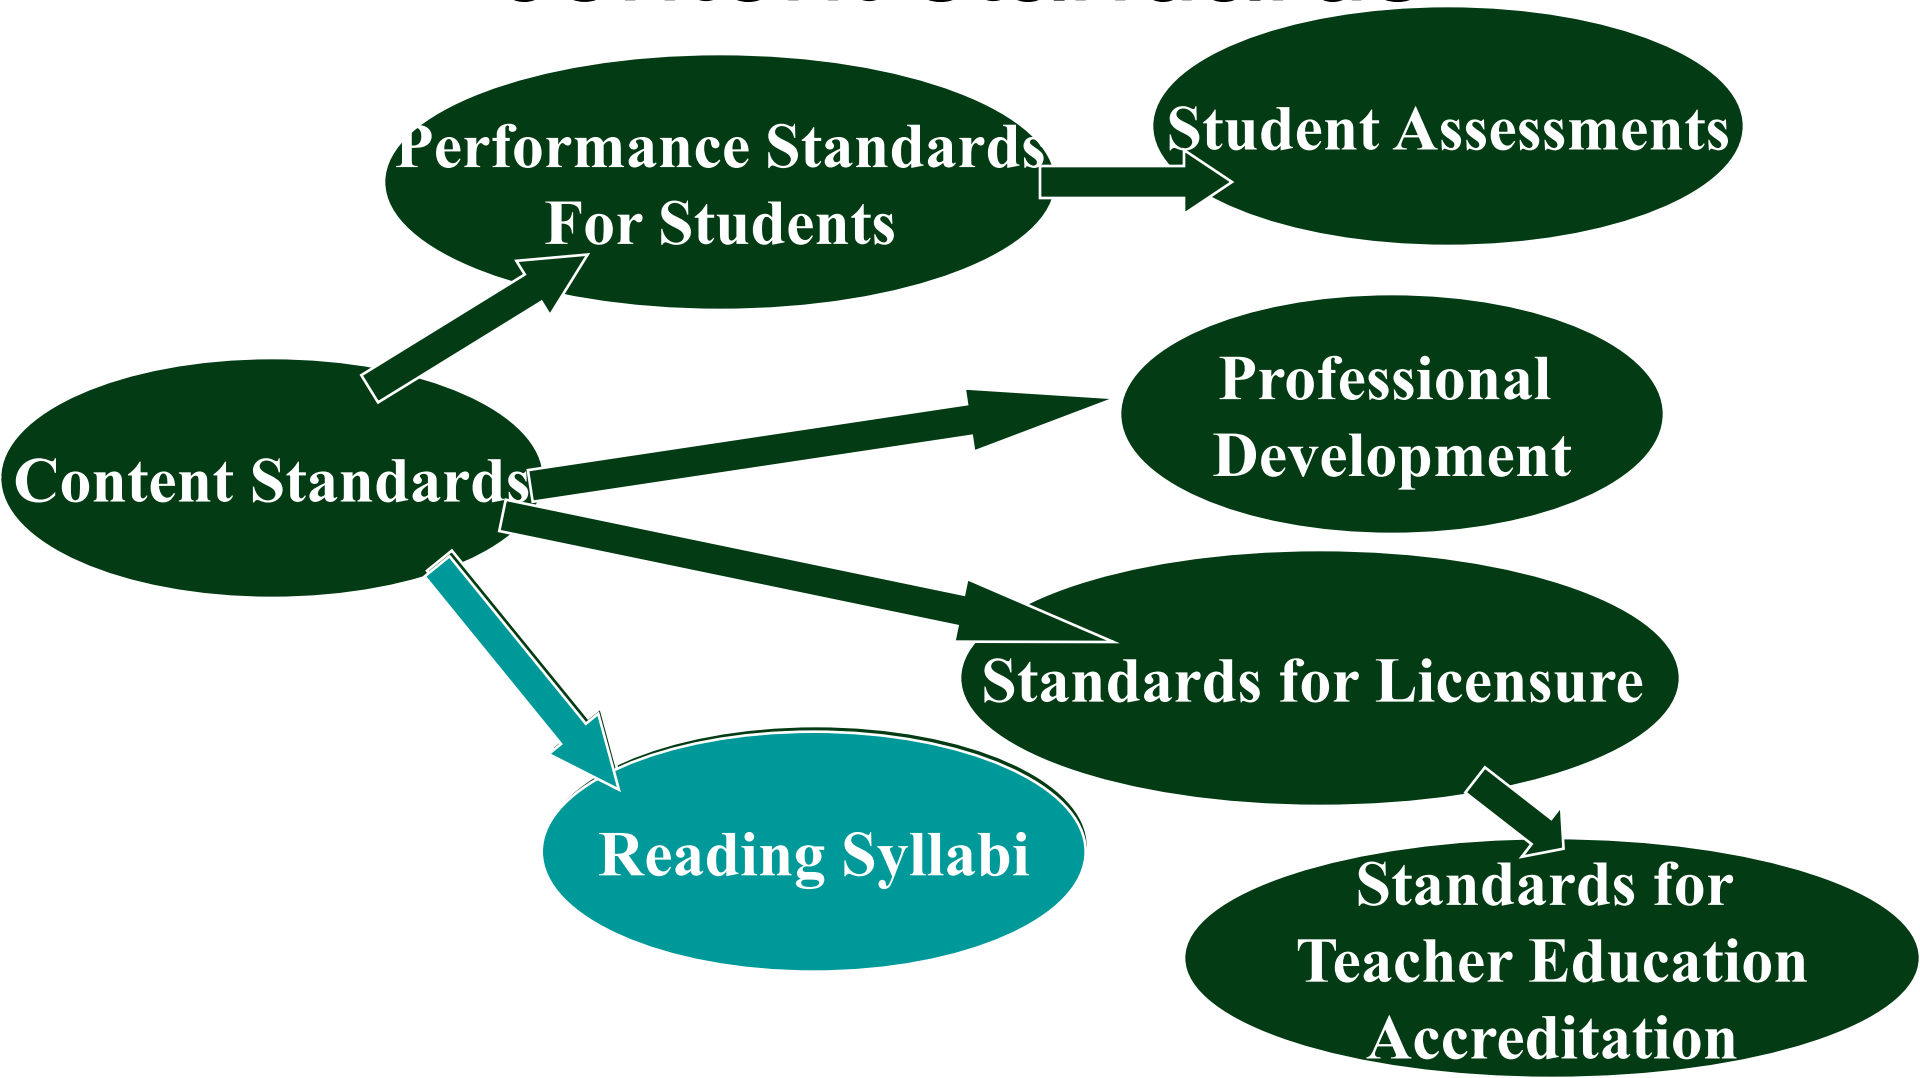 Performance Standards
For Students
Student Assessments
Professional
Development
Content Standards
Standards for Licensure
Reading Syllabi
Standards for
Teacher Education
Accreditation